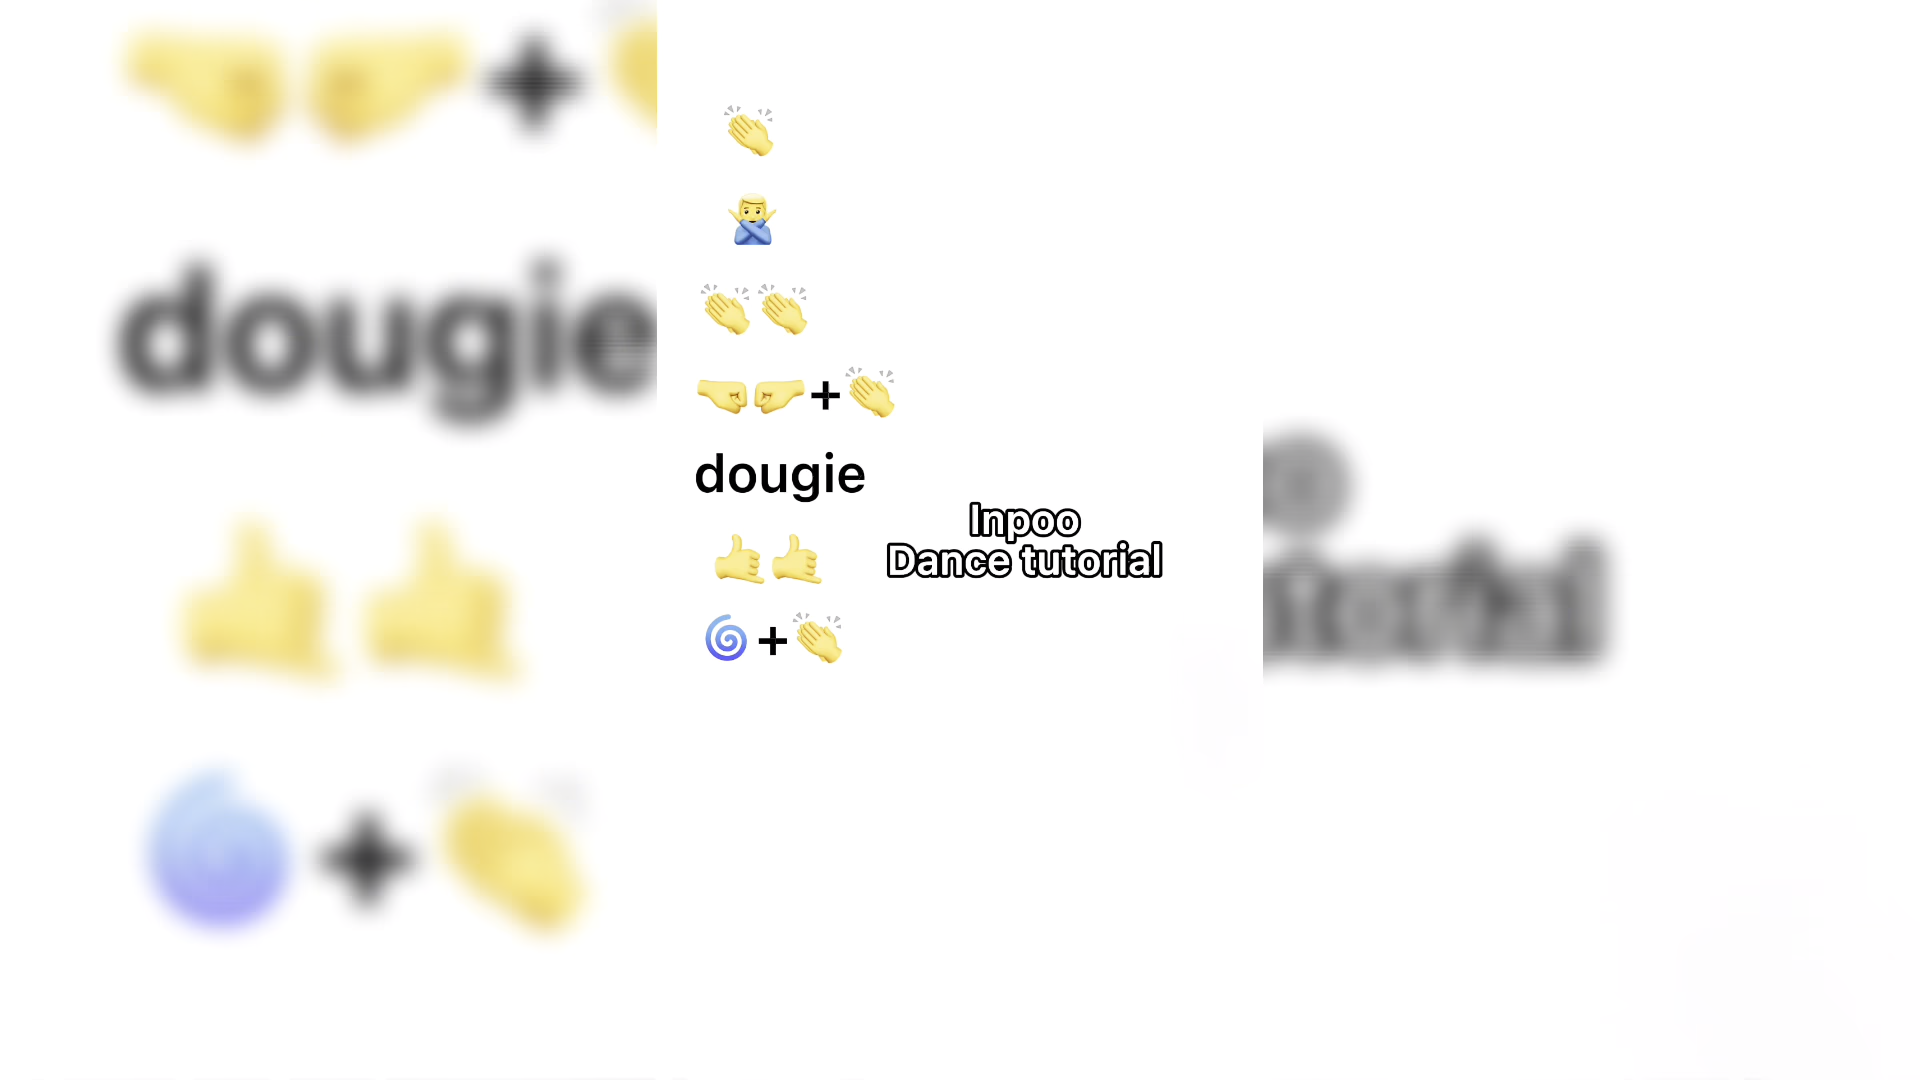 👏
🙅‍♂️
👏👏
🤜🤛+👏
dougie
Inpoo
Dance tutorial
🤙🤙
🌀+👏